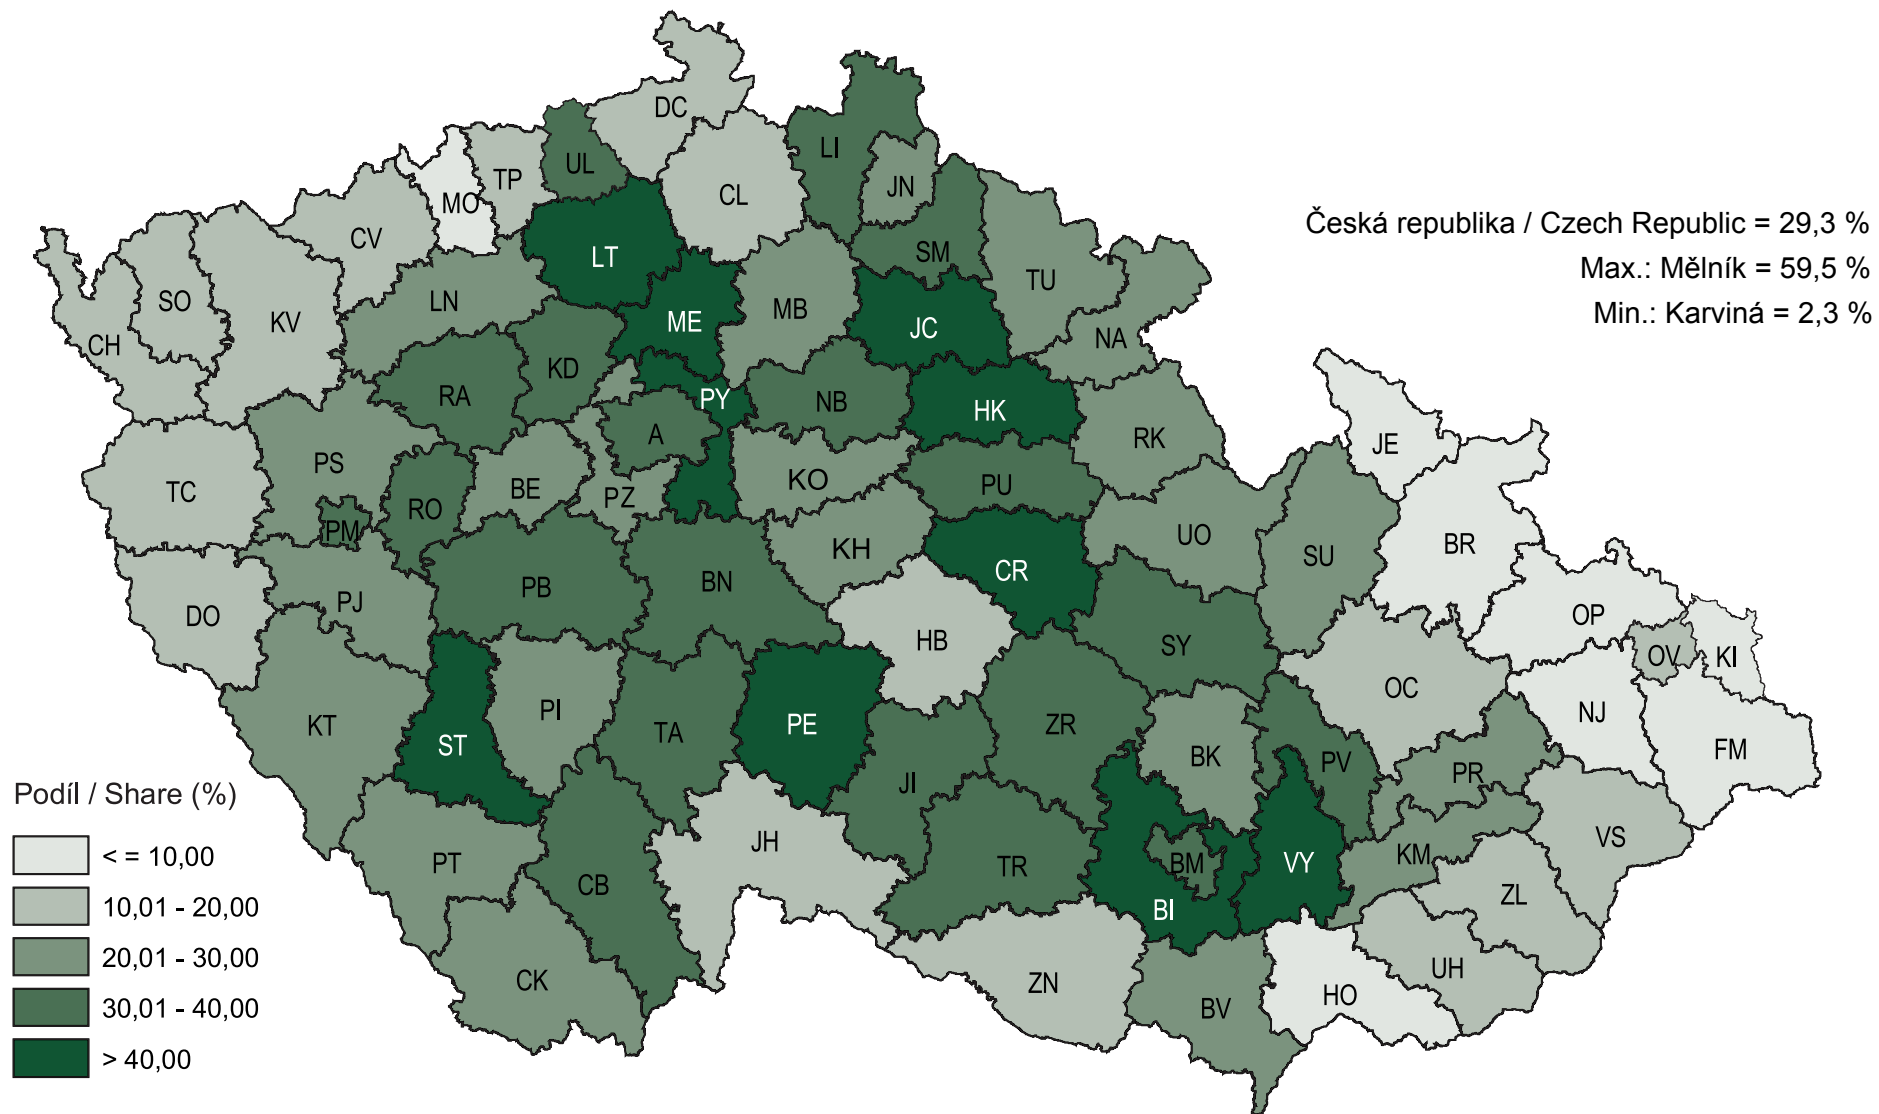 DC
LI
UL
TP
JN
CL
MO
CV
SM
LT
TU
SO
LN
MB
KV
ME
JC
NA
CH
KD
RA
PY
NB
HK
A
RK
JE
PS
KO
TC
BE
PZ
PU
RO
PM
UO
BR
KH
SU
CR
PB
BN
PJ
DO
OP
HB
SY
OV
KI
OC
PI
NJ
KT
TA
PE
ZR
ST
FM
BK
PV
PR
JI
JH
VS
PT
KM
VY
BM
TR
CB
ZL
BI
UH
CK
ZN
HO
BV
Česká republika / Czech Republic = 29,3 %
Max.: Mělník = 59,5 %
Min.: Karviná = 2,3 %
Podíl / Share (%)
< = 10,00
10,01 - 20,00
20,01 - 30,00
30,01 - 40,00
> 40,00